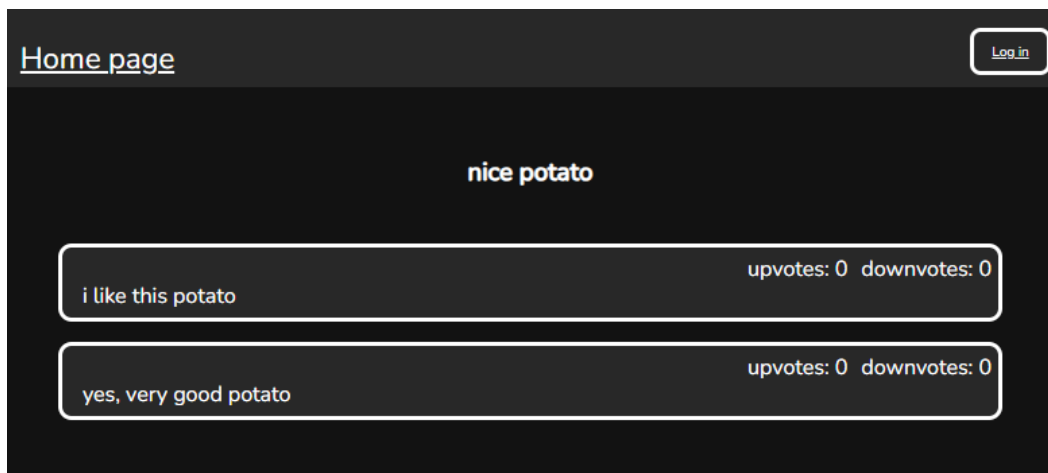 Home page
Log in
nice potato
upvotes: 0 downvotes: 0
i like this potato
upvotes: 0 downvotes: 0
yes, very good potato